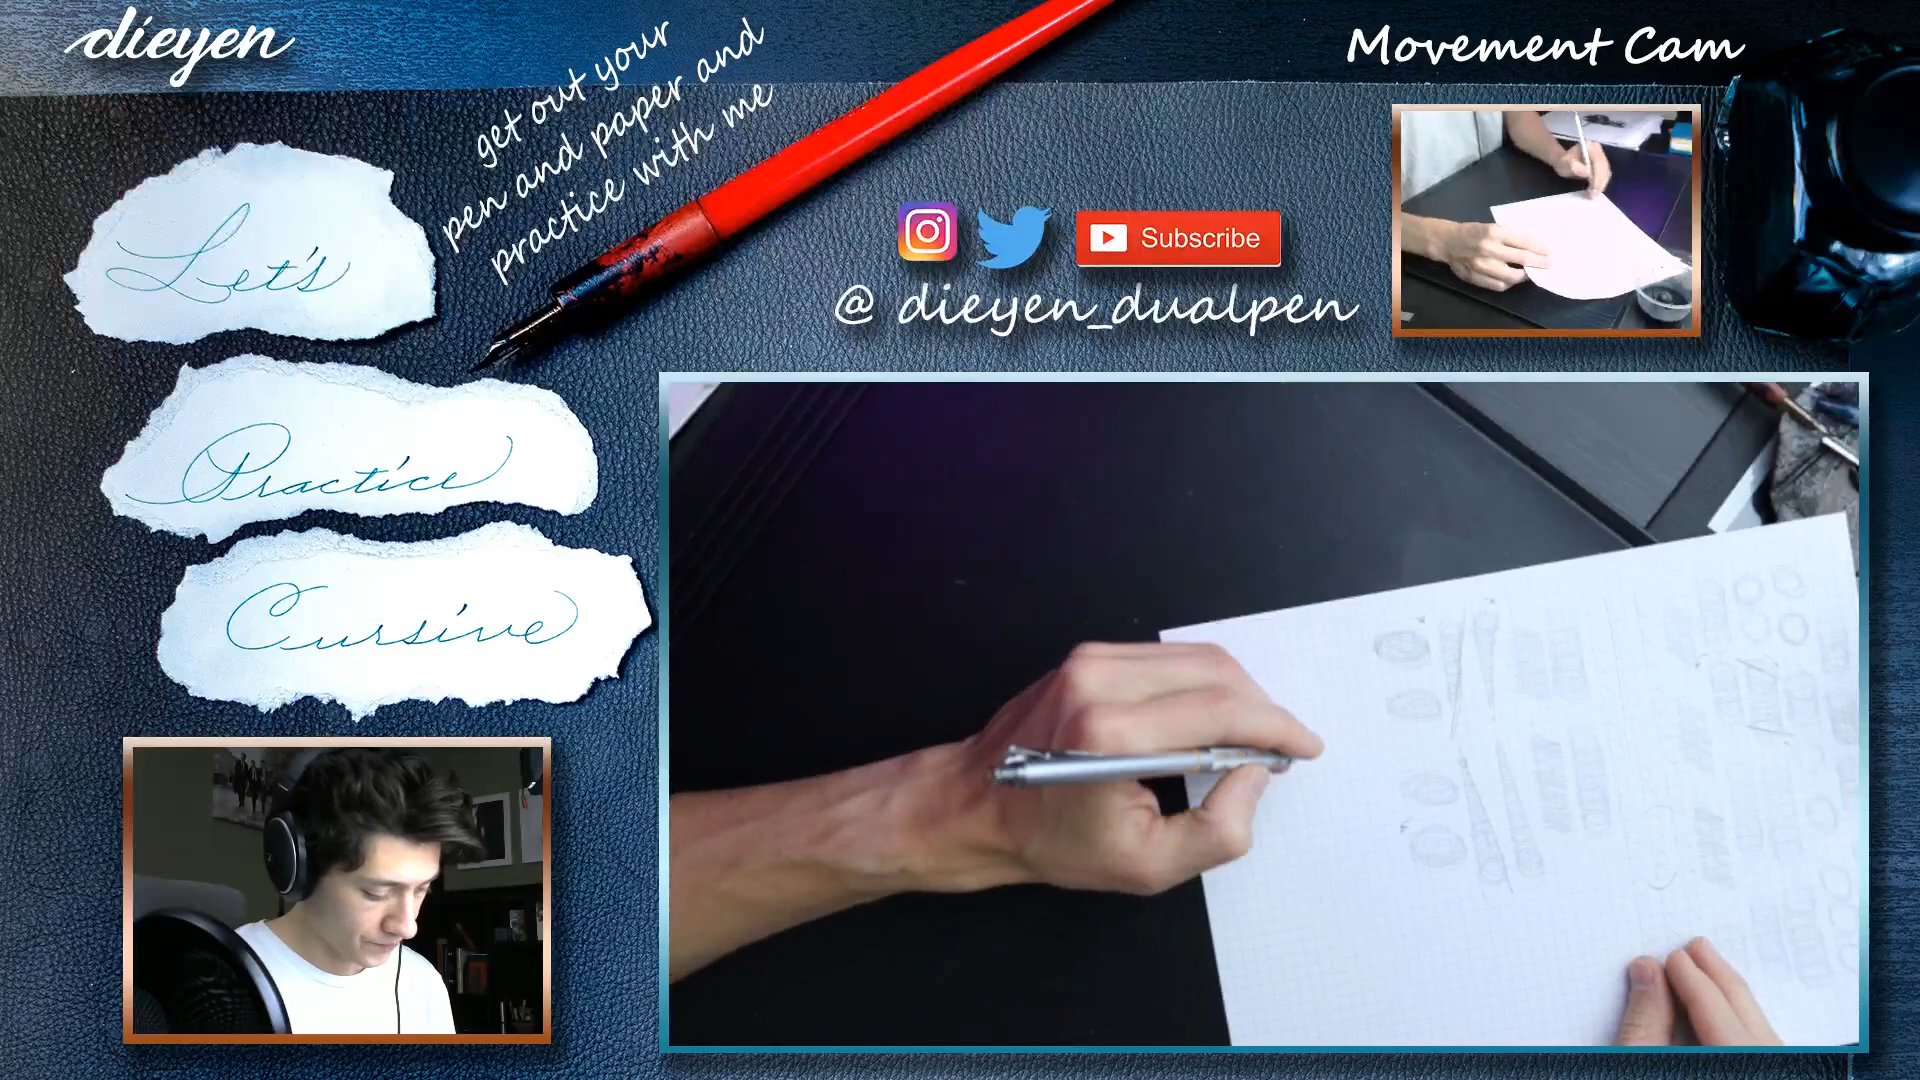 dieyen
get out your
pen and paper and
practice with me
Movement Cam
Let's
Practice
Cursive
Subscribe
@ dieyen_dualpen